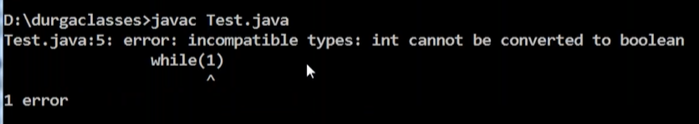 D:\durgaclasses>javac Test.java
Test.java:5: error: incompatible types: int cannot be converted to boolean
while(1)
^
1 error